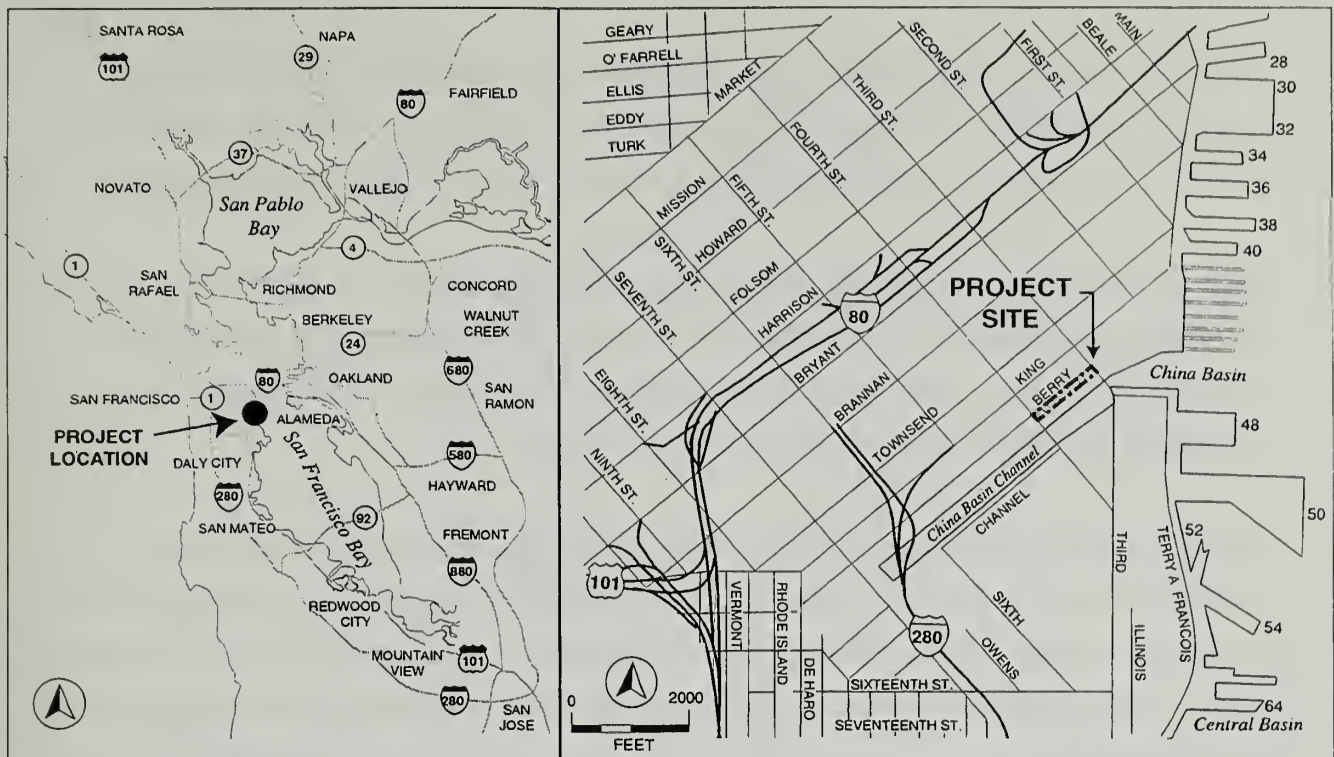 SANTA ROSA
NAPA
101
29
80
FAIRFIELD
37
NOVATO
VALLEJO
San Pablo
Bay
4
1
SAN
RAFAEL
RICHMOND
CONCORD
BERKELEY
WALNUT
CREEK
24
680
80
OAKLAND
SAN FRANCISCO
1
SAN
RAMON
ALAMEDA
PROJECT
LOCATION
San Francisco Bay
DALY CITY
580
280
HAYWARD
92
SAN MATEO
FREMONT
880
REDWOOD
CITY
MOUNTAIN
VIEW
101
280
SAN
JOSE
GEARY
O' FARRELL
ELLIS
EDDY
TURK
MARKET
SECOND ST.
FIRST ST.
BEALE
MAIN
THIRD ST.
FOURTH ST.
FIFTH ST.
SIXTH ST.
SEVENTH ST.
EIGHTH ST.
NINTH ST.
MISSION
HOWARD
FOLSOM
HARRISON
BRYANT
BRANNAN
TOWNSEND
KING
BERRY
80
PROJECT
SITE
28
30
32
34
36
38
40
China Basin
China Basin Channel
CHANNEL
48
50
52
54
64
THIRD
TERRY A FRANCOIS
ILLINOIS
SIXTH
OWENS
101
280
VERMONT
RHODE ISLAND
DE HARO
SIXTEENTH ST.
SEVENTEENTH ST.
Central Basin
0
2000
FEET